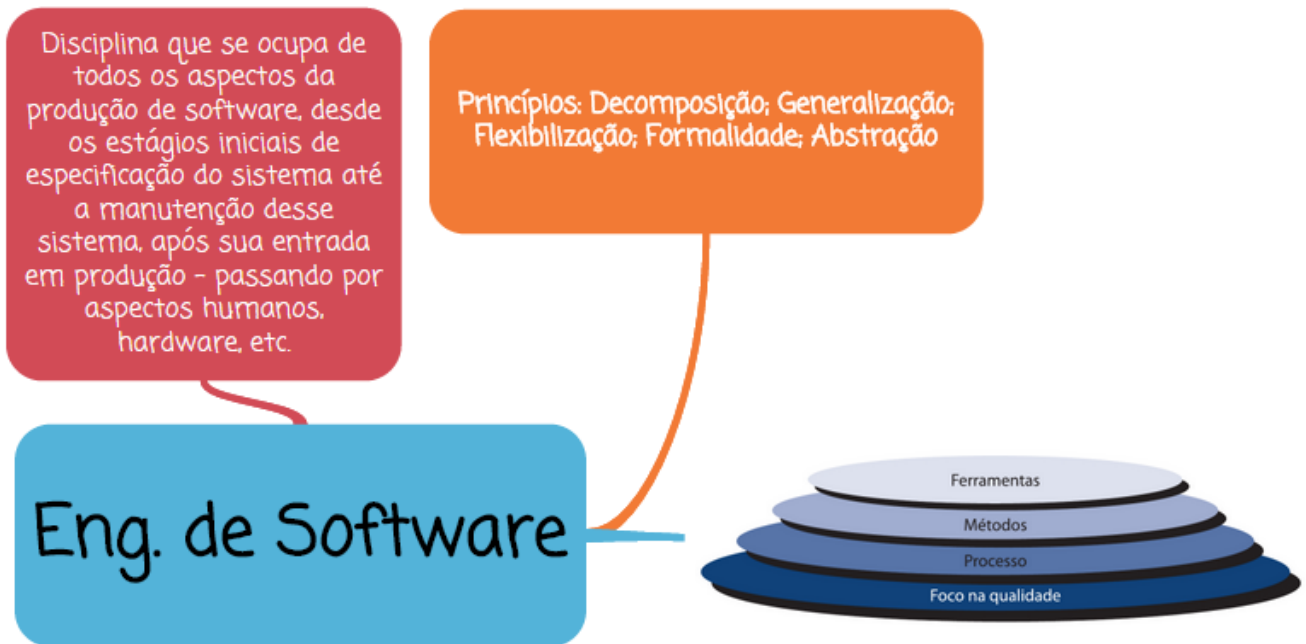 Disciplina que se ocupa de
todos os aspectos da
produção de software, desde
os estágios iniciais de
especificação do sistema até
a manutenção desse
sistema, após sua entrada
em produção - passando por
aspectos humanos,
hardware, etc.
Princípios: Decomposição; Generalização;
Flexibilização; Formalidade; Abstração
Eng. de Software
Ferramentas
Métodos
Processo
Foco na qualidade